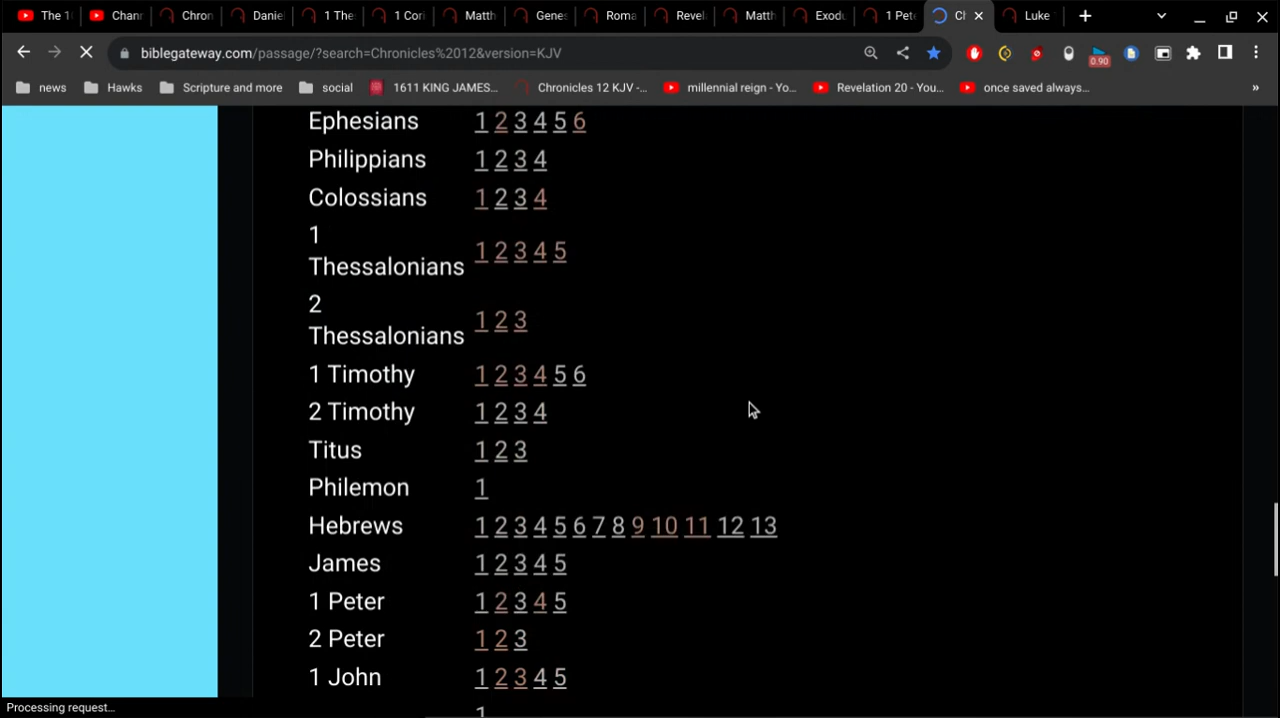 The 1
Chann
Chron
Danie
1 The
1 Cori
Matth
Genes
Roma
Revel
Matth
Exodu
1 Pete
Ch
Luke
biblegateway.com/passage/?search=Chronicles%2012&version=KJV
0.90
news
Hawks
Scripture and more
social
1611 KING JAMES...
Chronicles 12 KJV -...
millennial reign - Yo...
Revelation 20 - You...
once saved always...
»
Ephesians 1 2 3 4 5 6
Philippians 1 2 3 4
Colossians 1 2 3 4
1
Thessalonians 1 2 3 4 5
2
Thessalonians 1 2 3
1 Timothy 1 2 3 4 5 6
2 Timothy 1 2 3 4
Titus 1 2 3
Philemon 1
Hebrews 1 2 3 4 5 6 7 8 9 10 11 12 13
James 1 2 3 4 5
1 Peter 1 2 3 4 5
2 Peter 1 2 3
1 John 1 2 3 4 5
1
Processing request...